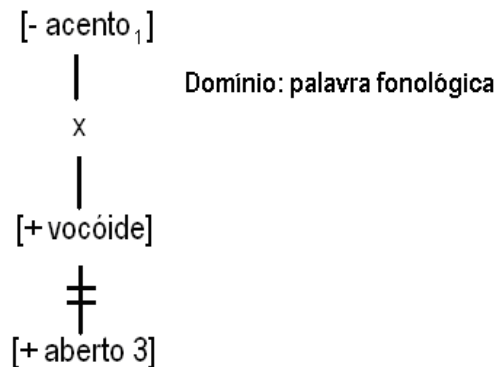 [- acento₁]
Domínio: palavra fonológica
x
[+ vocóide]
[+ aberto 3]